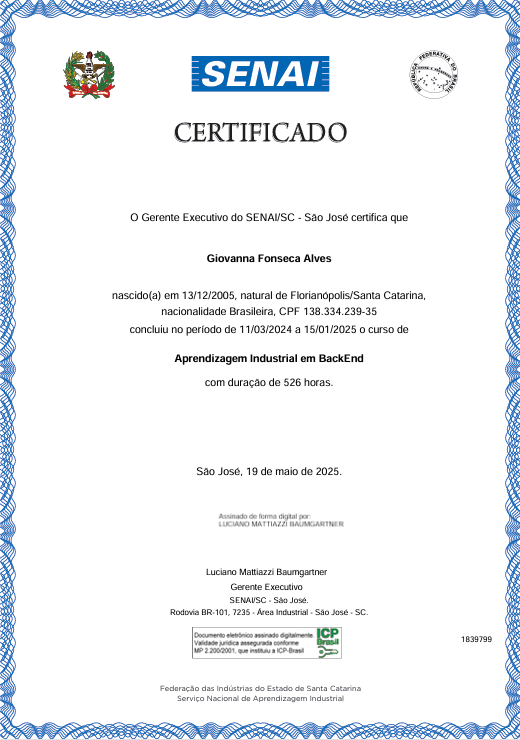 SENAI
REPÚBLICA FEDERATIVA DO BRASIL
CERTIFICADO
O Gerente Executivo do SENAI/SC - São José certifica que
Giovanna Fonseca Alves
nascido(a) em 13/12/2005, natural de Florianópolis/Santa Catarina,
nacionalidade Brasileira, CPF 138.334.239-35
concluiu no período de 11/03/2024 a 15/01/2025 o curso de
Aprendizagem Industrial em BackEnd
com duração de 526 horas.
São José, 19 de maio de 2025.
Assinado de forma digital por:
LUCIANO MATTIAZZI BAUMGARTNER
Luciano Mattiazzi Baumgartner
Gerente Executivo
SENAI/SC - São José.
Rodovia BR-101, 7235 - Área Industrial - São José - SC.
Documento eletrônico assinado digitalmente.
Validade jurídica assegurada conforme
MP 2.200/2001, que instituiu a ICP-Brasil
ICP
Brasil
1839799
Federação das Indústrias do Estado de Santa Catarina
Serviço Nacional de Aprendizagem Industrial